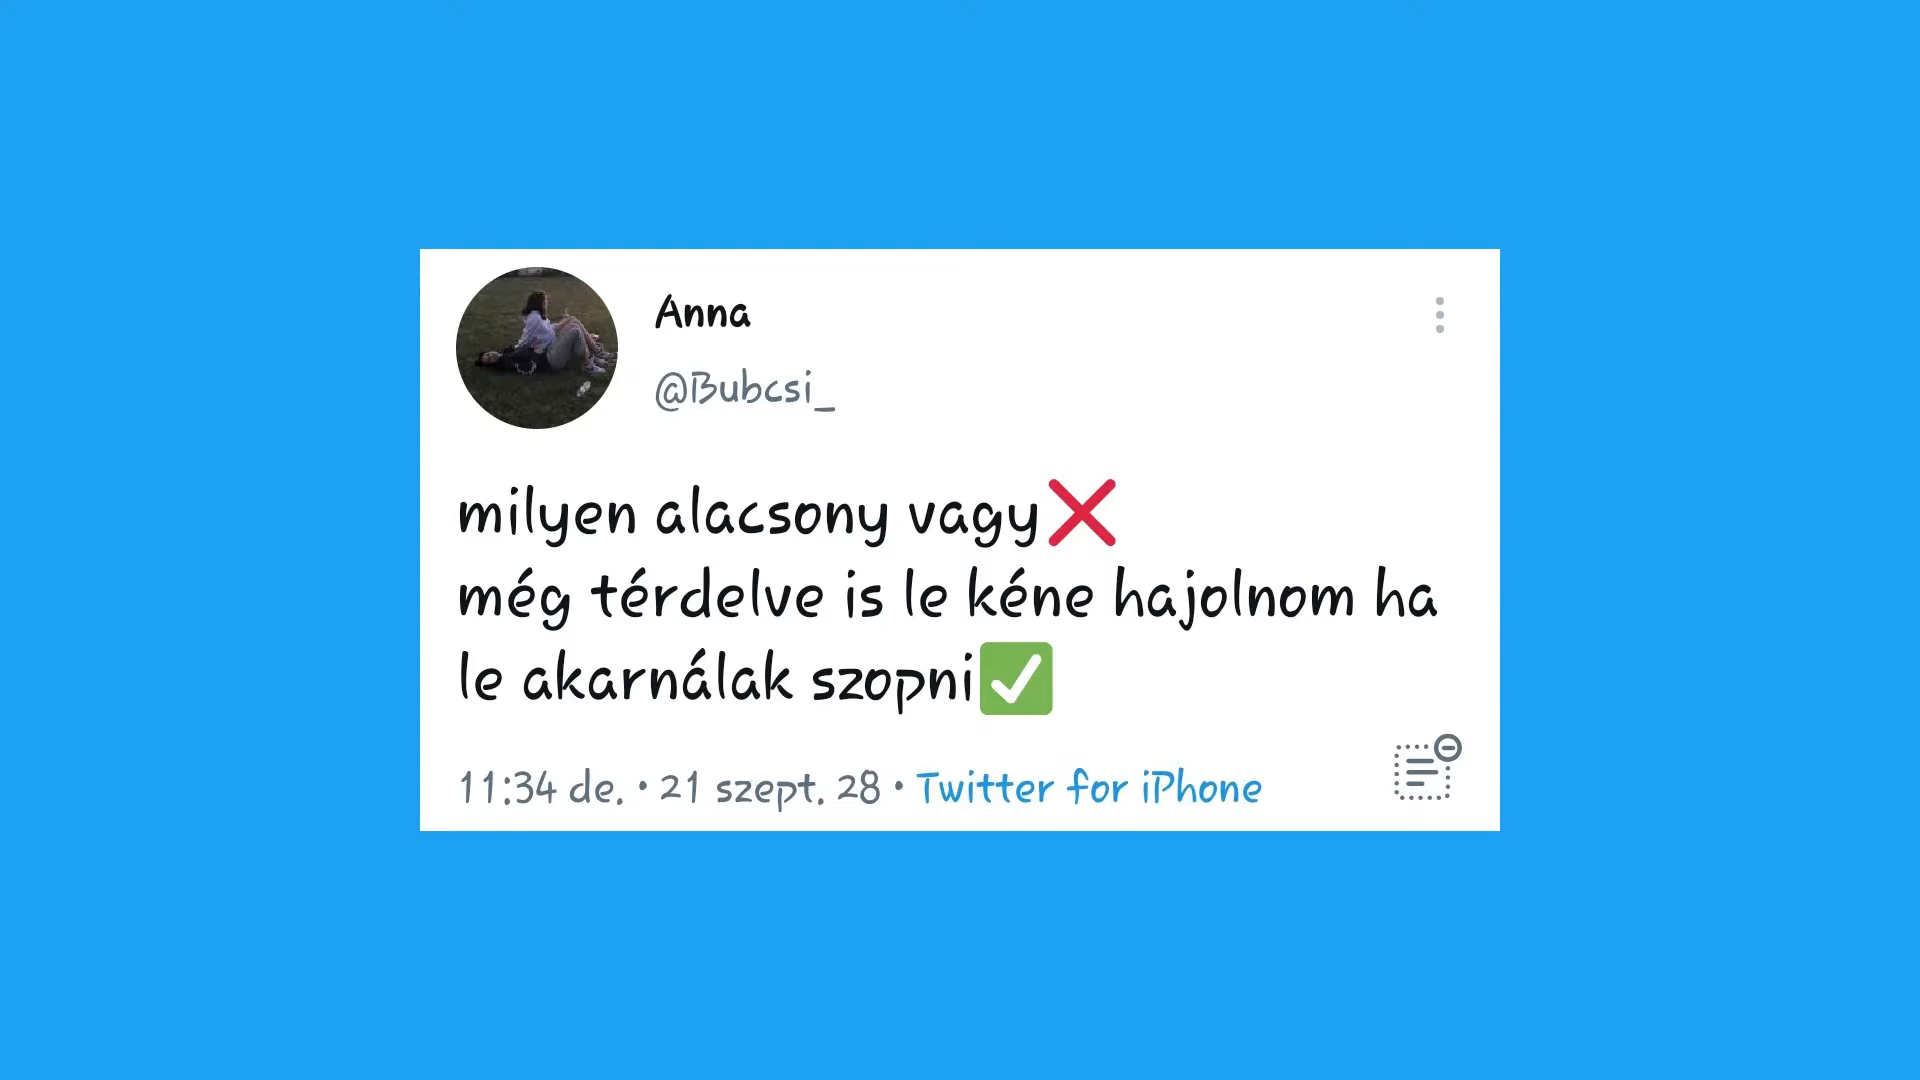 Anna
@Bubcsi_
milyen alacsony vagy❌
még térdelve is le kéne hajolnom ha
le akarnálak szopni✅
11:34 de. • 21 szept. 28 • Twitter for iPhone